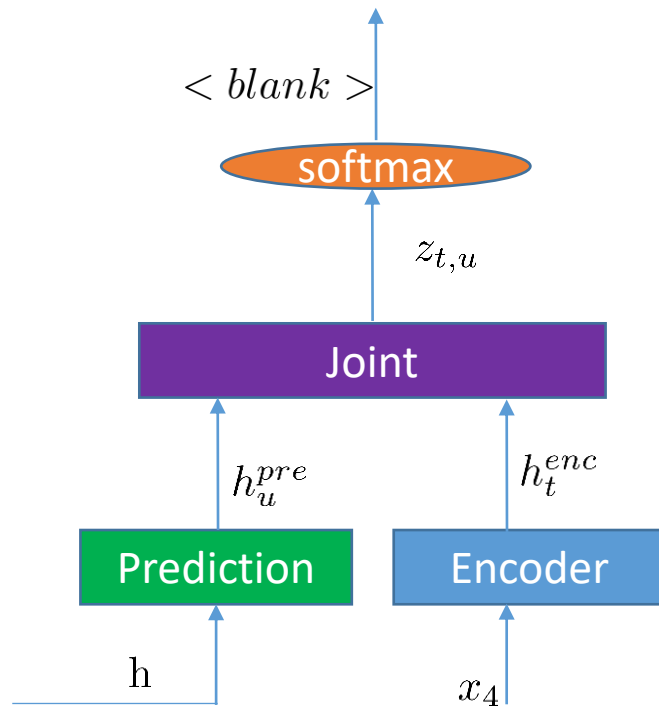 < blank >
softmax
z_{t,u}
Joint
h_u^{pre} h_t^{enc}
Prediction Encoder
h x_4